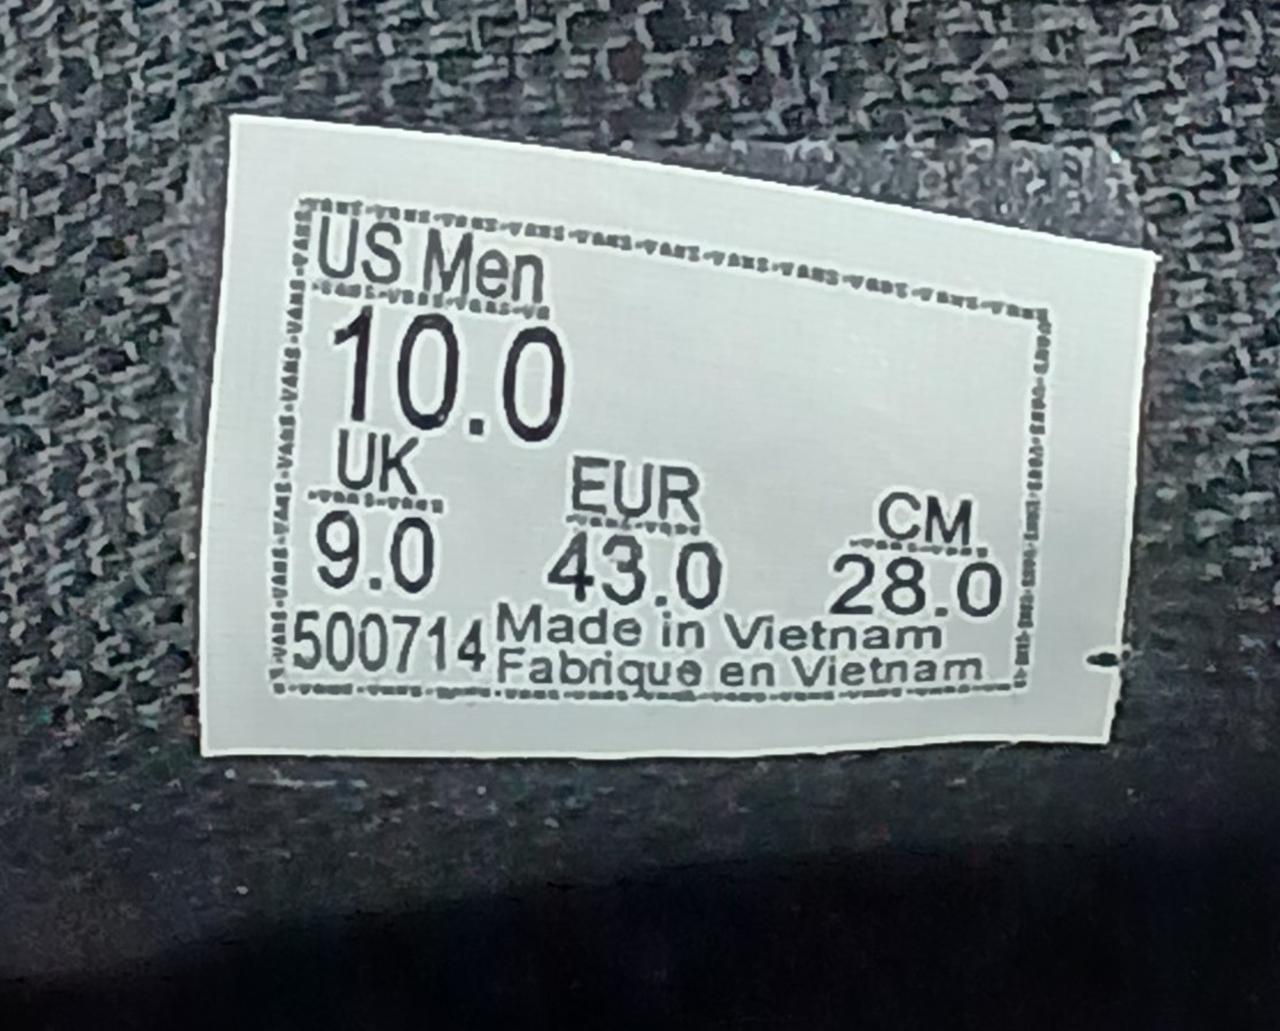 US Men
10.0
UK EUR CM
9.0 43.0 28.0
500714 Made in Vietnam
Fabrique en Vietnam